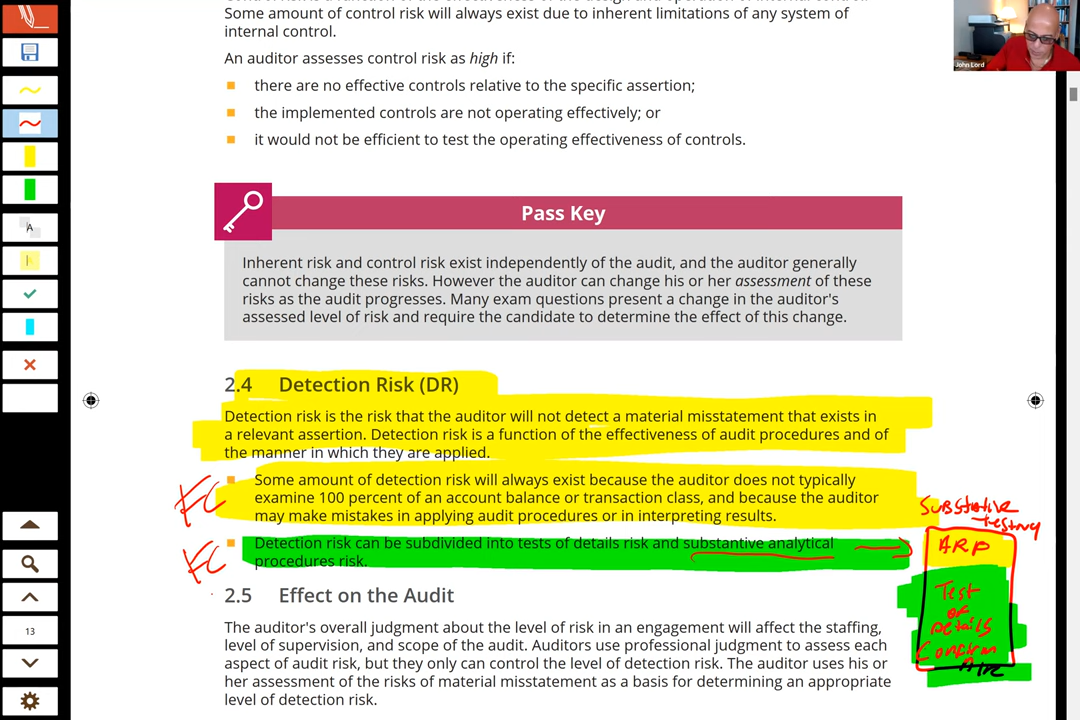 Some amount of control risk will always exist due to inherent limitations of any system of
internal control.
An auditor assesses control risk as high if:
there are no effective controls relative to the specific assertion;
the implemented controls are not operating effectively; or
it would not be efficient to test the operating effectiveness of controls.
John Lord
Pass Key
Inherent risk and control risk exist independently of the audit, and the auditor generally
cannot change these risks. However the auditor can change his or her assessment of these
risks as the audit progresses. Many exam questions present a change in the auditor's
assessed level of risk and require the candidate to determine the effect of this change.
2.4 Detection Risk (DR)
Detection risk is the risk that the auditor will not detect a material misstatement that exists in
a relevant assertion. Detection risk is a function of the effectiveness of audit procedures and of
the manner in which they are applied.
FC
Some amount of detection risk will always exist because the auditor does not typically
examine 100 percent of an account balance or transaction class, and because the auditor
may make mistakes in applying audit procedures or in interpreting results.
FC
Detection risk can be subdivided into tests of details risk and substantive analytical
procedures risk.
Testing
ARP
Test
of
Details
Confirm
2.5 Effect on the Audit
The auditor's overall judgment about the level of risk in an engagement will affect the staffing,
level of supervision, and scope of the audit. Auditors use professional judgment to assess each
aspect of audit risk, but they only can control the level of detection risk. The auditor uses his or
her assessment of the risks of material misstatement as a basis for determining an appropriate
level of detection risk.
A
13